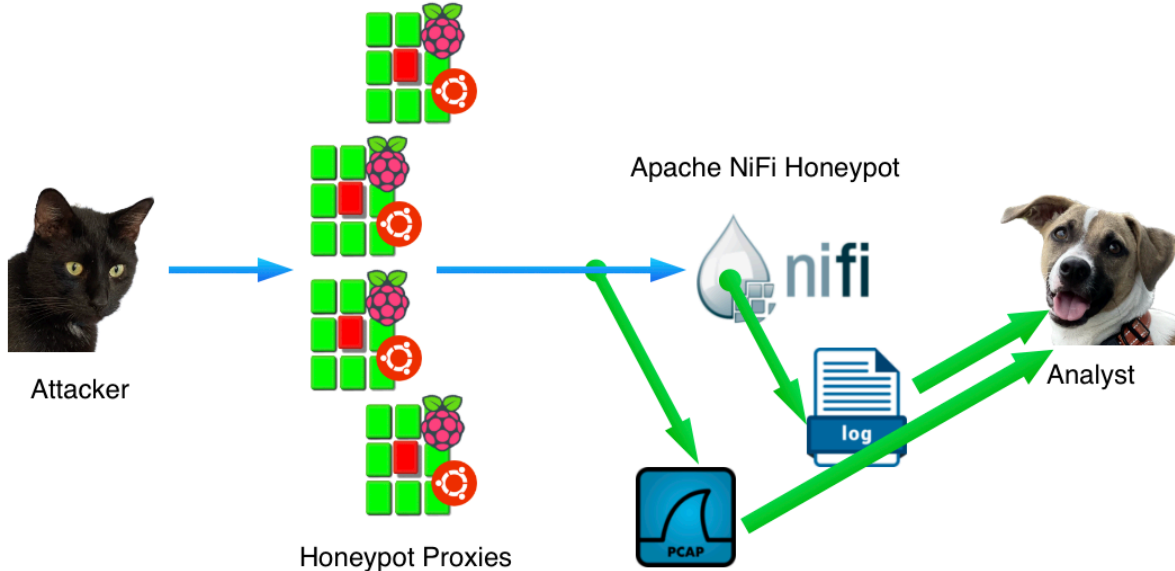 Apache NiFi Honeypot
nifi
Attacker
Analyst
log
PCAP
Honeypot Proxies